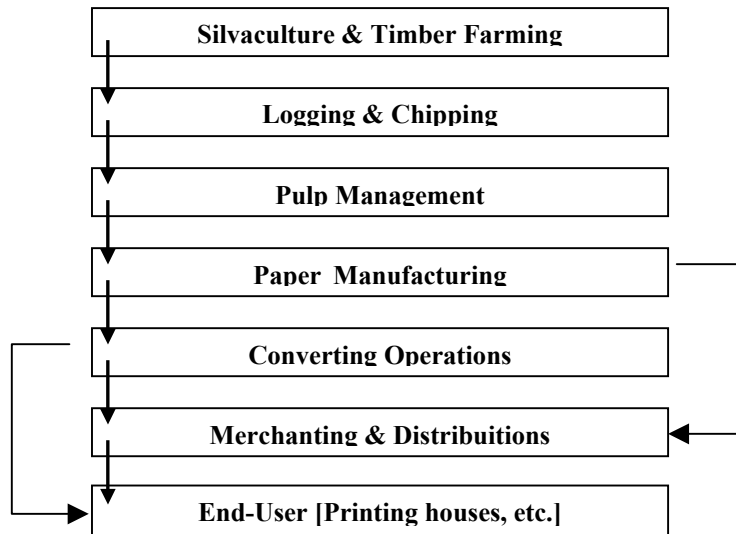 Silvaculture & Timber Farming
Logging & Chipping
Pulp Management
Paper Manufacturing
Converting Operations
Merchanting & Distribuitions
End-User [Printing houses, etc.]